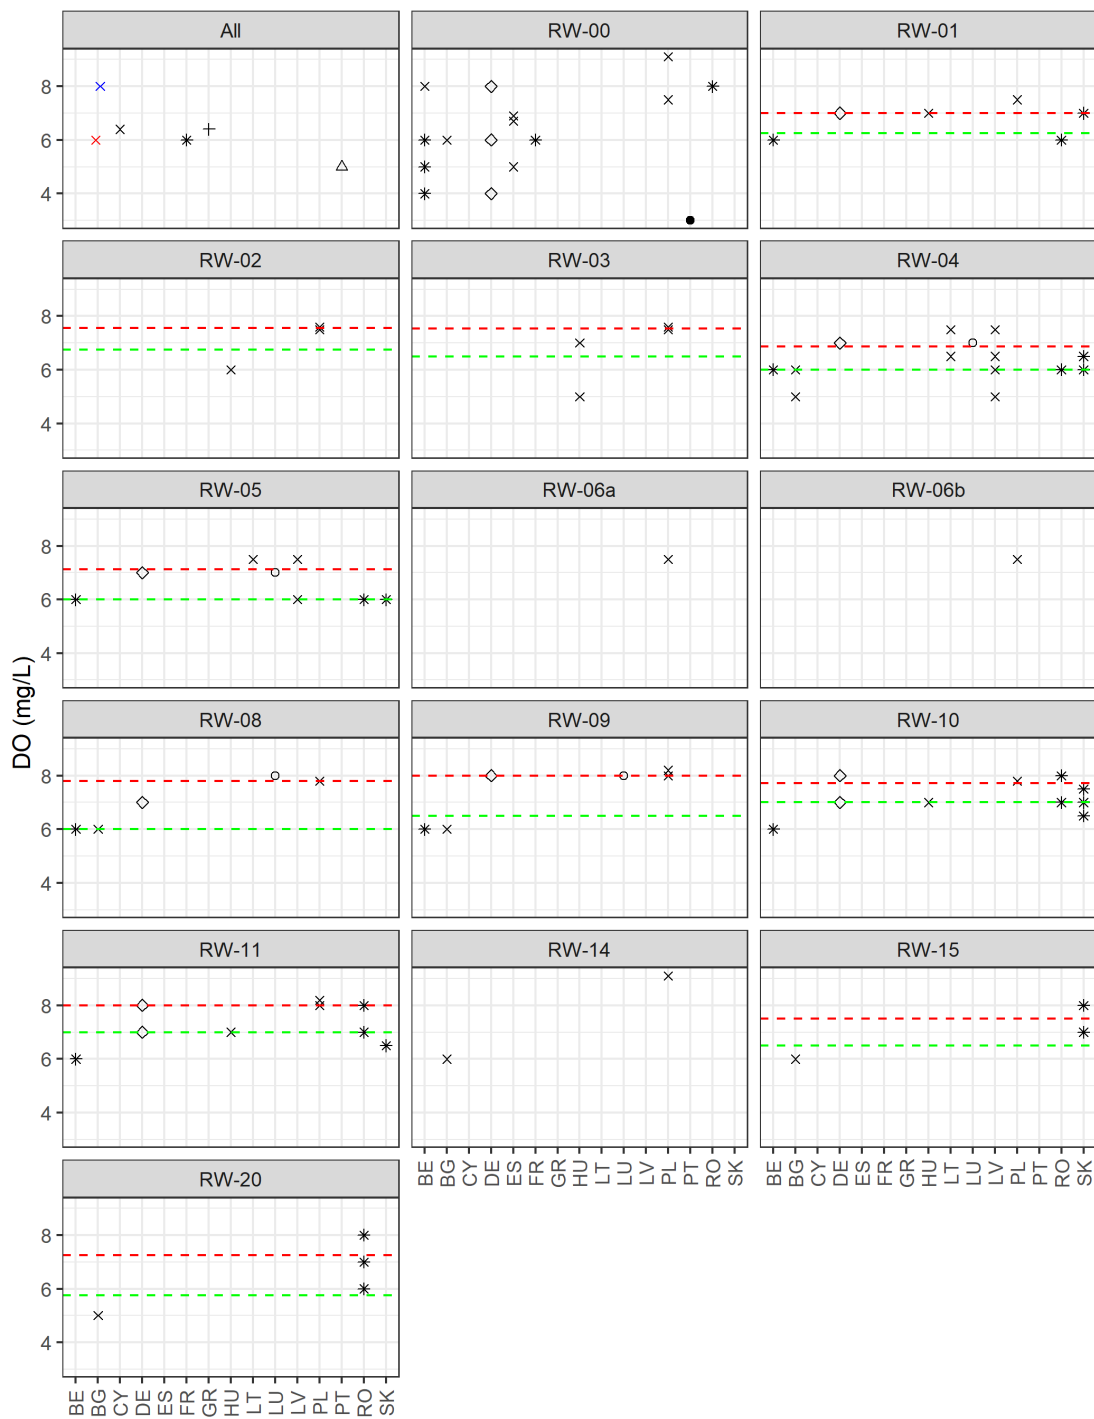 All RW-00 RW-01
8
6
4
RW-02 RW-03 RW-04
8
6
4
RW-05 RW-06a RW-06b
8
6
4
DO (mg/L)
RW-08 RW-09 RW-10
8
6
4
RW-11 RW-14 RW-15
8
6
4
BE BG CY DE ES FR GR HU LT LU LV PL PT RO SK BE BG CY DE ES FR GR HU LT LU LV PL PT RO SK
RW-20
8
6
4
BE BG CY DE ES FR GR HU LT LU LV PL PT RO SK